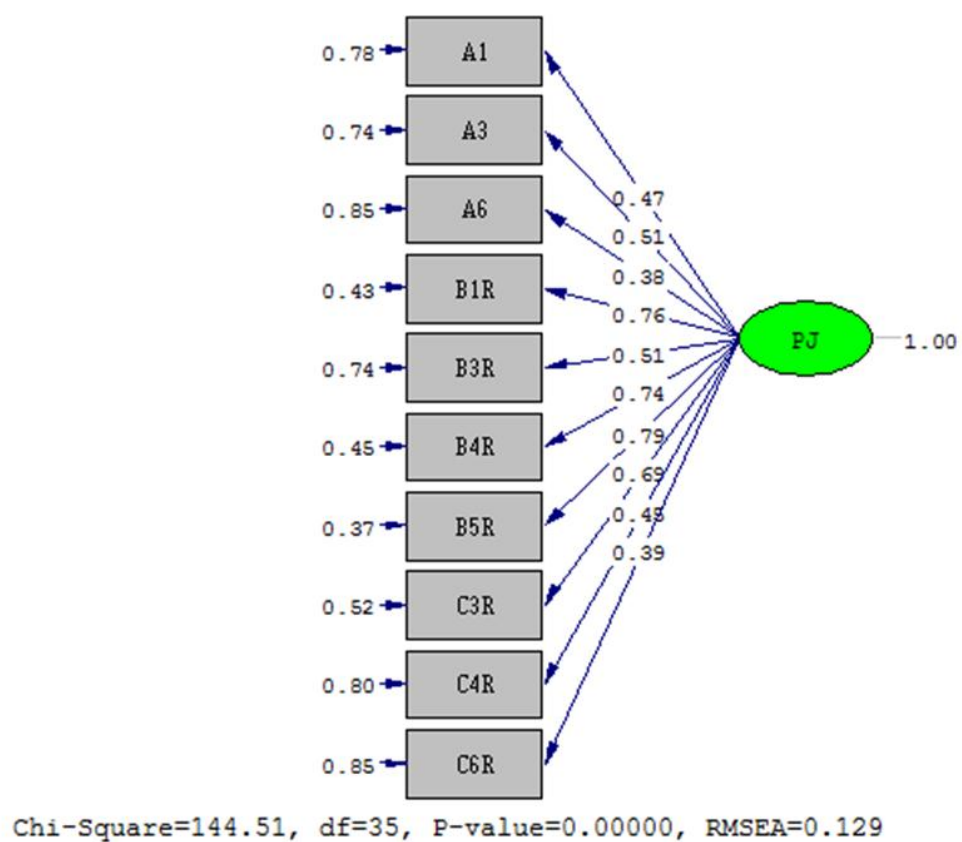 0.78 A1
0.74 A3
0.85 A6
0.43 B1R
0.74 B3R
0.45 B4R
0.37 B5R
0.52 C3R
0.80 C4R
0.85 C6R
0.47
0.51
0.38
0.76
0.51
0.74
0.79
0.69
0.45
0.39
PJ 1.00
Chi-Square=144.51, df=35, P-value=0.00000, RMSEA=0.129